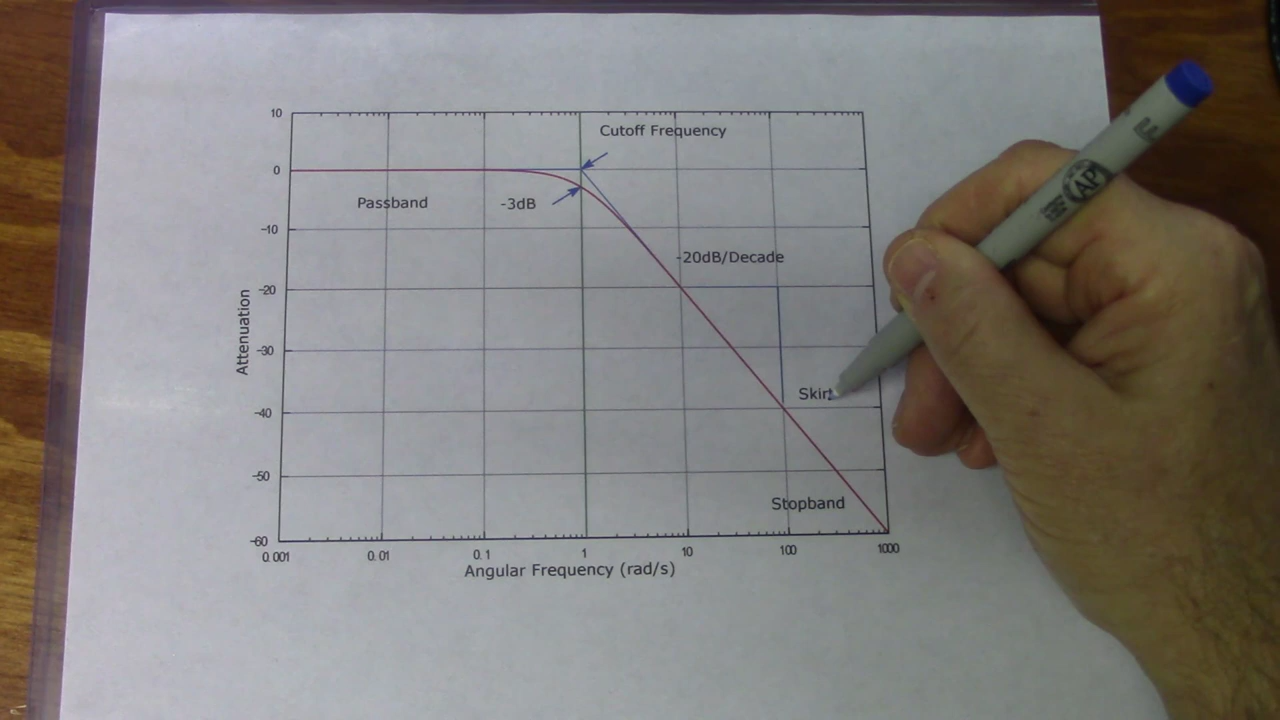 10
Cutoff Frequency
0
Passband
-3dB
-10
-20dB/Decade
-20
Attenuation
-30
Skirt
-40
-50
Stopband
-60
0.001 0.01 0.1 1 10 100 1000
Angular Frequency (rad/s)
AP